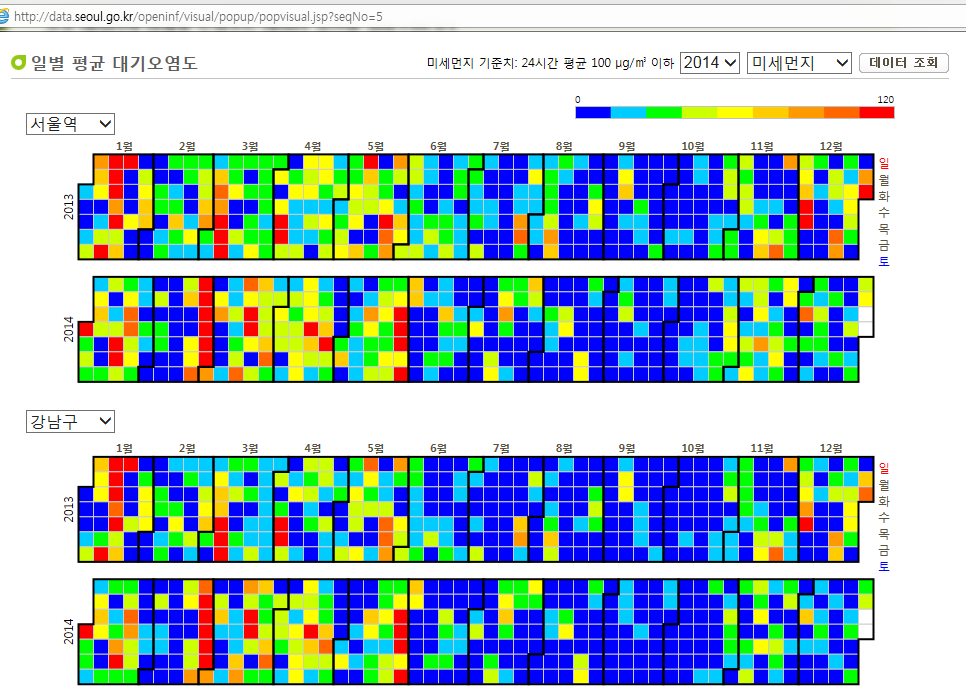 http://data.seoul.go.kr/openinf/visual/popup/popvisual.jsp?seqNo=5
일별 평균 대기오염도
미세먼지 기준치: 24시간 평균 100 μg/㎥ 이하 2014 미세먼지 데이터 조회
0 120
서울역
1월 2월 3월 4월 5월 6월 7월 8월 9월 10월 11월 12월
2013
일
월
화
수
목
금
토
2014
강남구
1월 2월 3월 4월 5월 6월 7월 8월 9월 10월 11월 12월
2013
일
월
화
수
목
금
토
2014